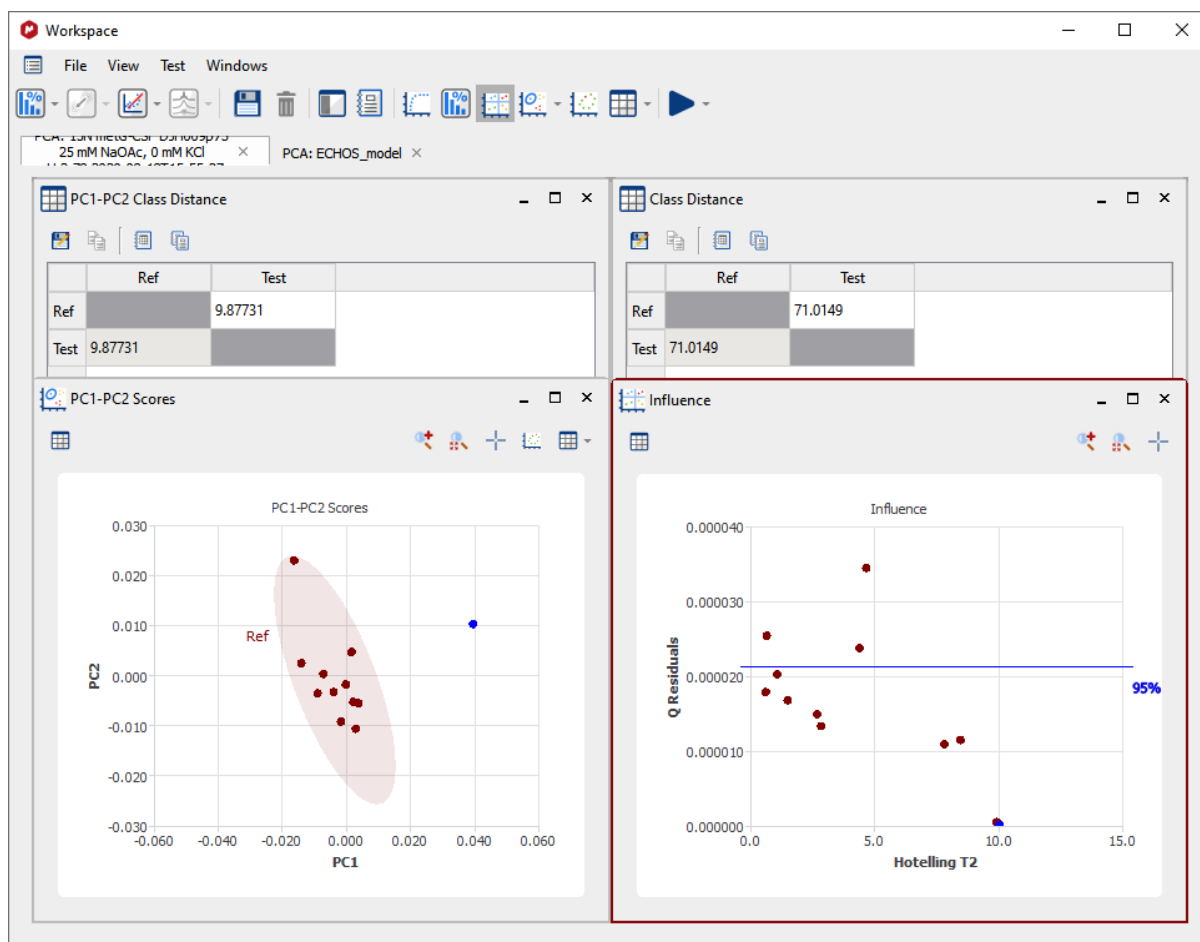 Workspace
File View Test Windows
25 mM NaOAc, 0 mM KCl
PCA: ECHOS_model
PC1-PC2 Class Distance
Ref Test
Ref 9.87731
Test 9.87731
Class Distance
Ref Test
Ref 71.0149
Test 71.0149
PC1-PC2 Scores
PC1-PC2 Scores
0.030
0.020
0.010
0.000
-0.010
-0.020
-0.030
PC2
Ref
-0.060 -0.040 -0.020 0.000 0.020 0.040 0.060
PC1
Influence
Influence
0.000040
0.000030
0.000020
0.000010
0.000000
Q Residuals
95%
0.0 5.0 10.0 15.0
Hotelling T2